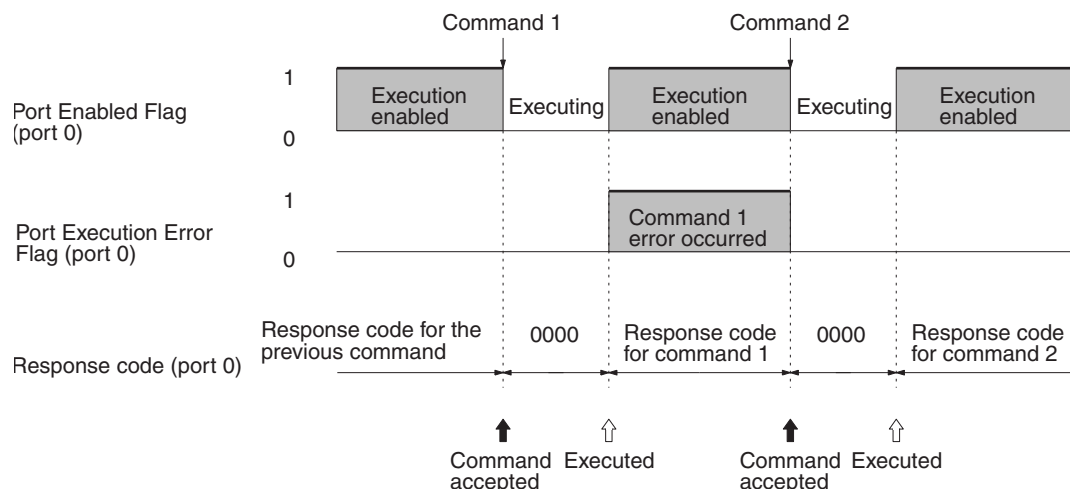 Command 1
Command 2
1
Port Enabled Flag
(port 0)
Execution
enabled
Executing
Execution
enabled
Executing
Execution
enabled
0
1
Port Execution Error
Flag (port 0)
Command 1
error occurred
0
Response code (port 0)
Response code for the
previous command
0000
Response code
for command 1
0000
Response code
for command 2
Command
accepted
Executed
Command
accepted
Executed